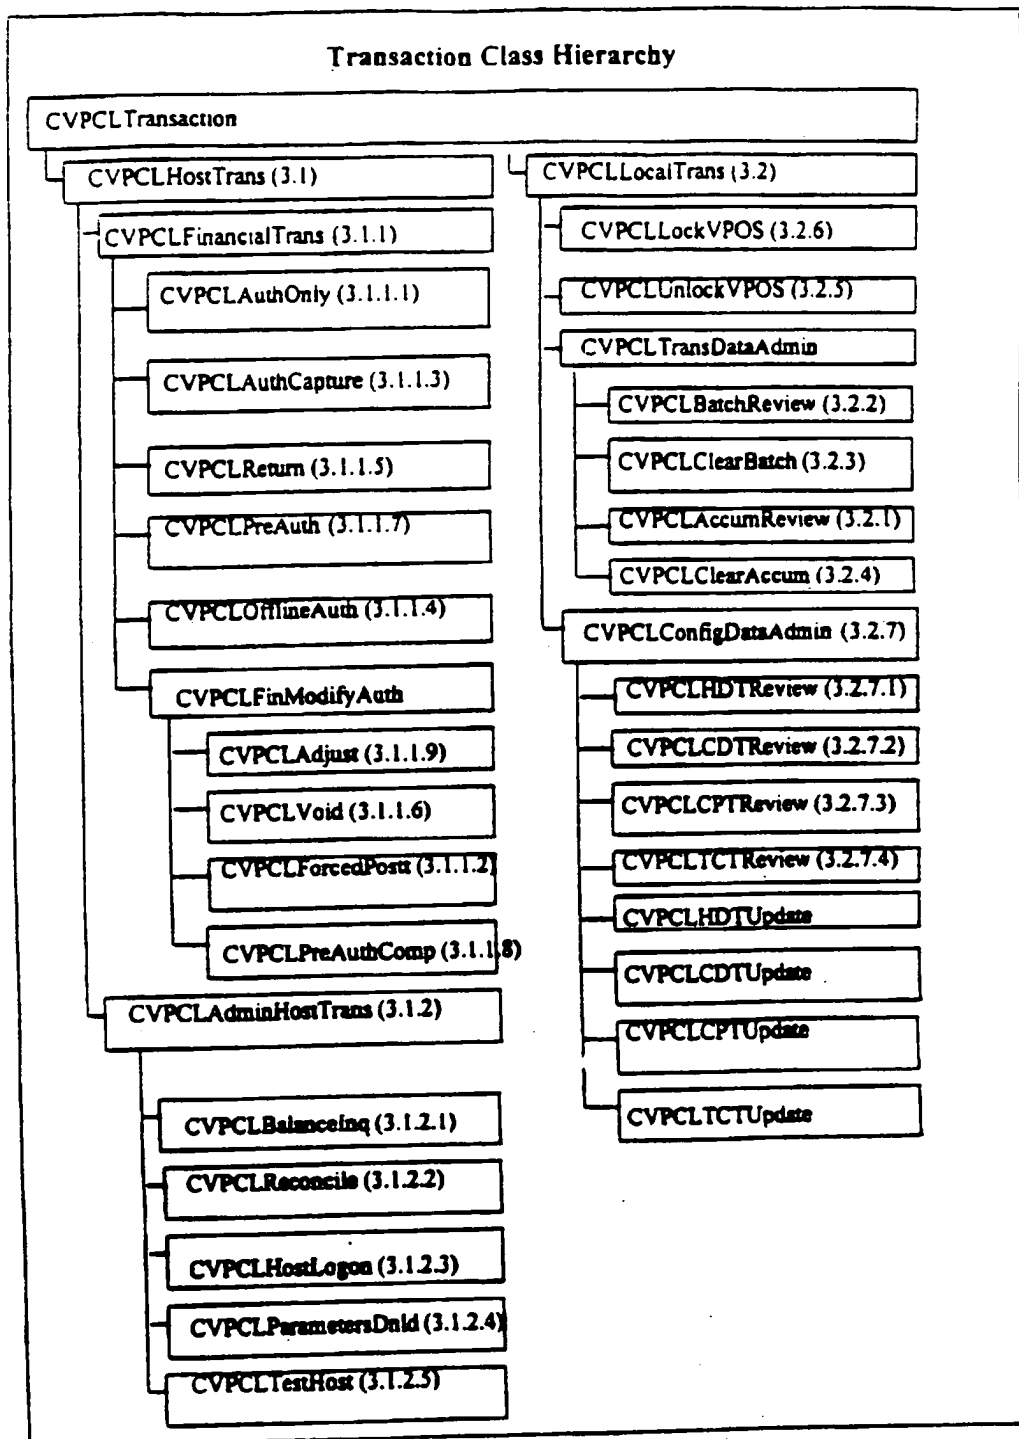 Transaction Class Hierarchy
CVPCLTransaction
CVPCLHostTrans (3.1)
CVPCLFinancialTrans (3.1.1)
CVPCLAuthOnly (3.1.1.1)
CVPCLAuthCapture (3.1.1.3)
CVPCLReturn (3.1.1.5)
CVPCLPreAuth (3.1.1.7)
CVPCLOfflineAuth (3.1.1.4)
CVPCLFinModifyAuth
CVPCLAdjust (3.1.1.9)
CVPCLVoid (3.1.1.6)
CVPCLForcedPostt (3.1.1.2)
CVPCLPreAuthComp (3.1.1.8)
CVPCLAdminHostTrans (3.1.2)
CVPCLBalanceInq (3.1.2.1)
CVPCLReconcile (3.1.2.2)
CVPCLHostLogon (3.1.2.3)
CVPCLParametersDnld (3.1.2.4)
CVPCLTestHost (3.1.2.5)
CVPCLLocalTrans (3.2)
CVPCLLockVPOS (3.2.6)
CVPCLUnlockVPOS (3.2.5)
CVPCLTransDataAdmin
CVPCLBatchReview (3.2.2)
CVPCLClearBatch (3.2.3)
CVPCLAccumReview (3.2.1)
CVPCLClearAccum (3.2.4)
CVPCLConfigDataAdmin (3.2.7)
CVPCLHDTReview (3.2.7.1)
CVPCLCDTReview (3.2.7.2)
CVPCLCPTReview (3.2.7.3)
CVPCLTCTReview (3.2.7.4)
CVPCLHDTUpdate
CVPCLCDTUpdate
CVPCLCPTUpdate
CVPCLTCTUpdate